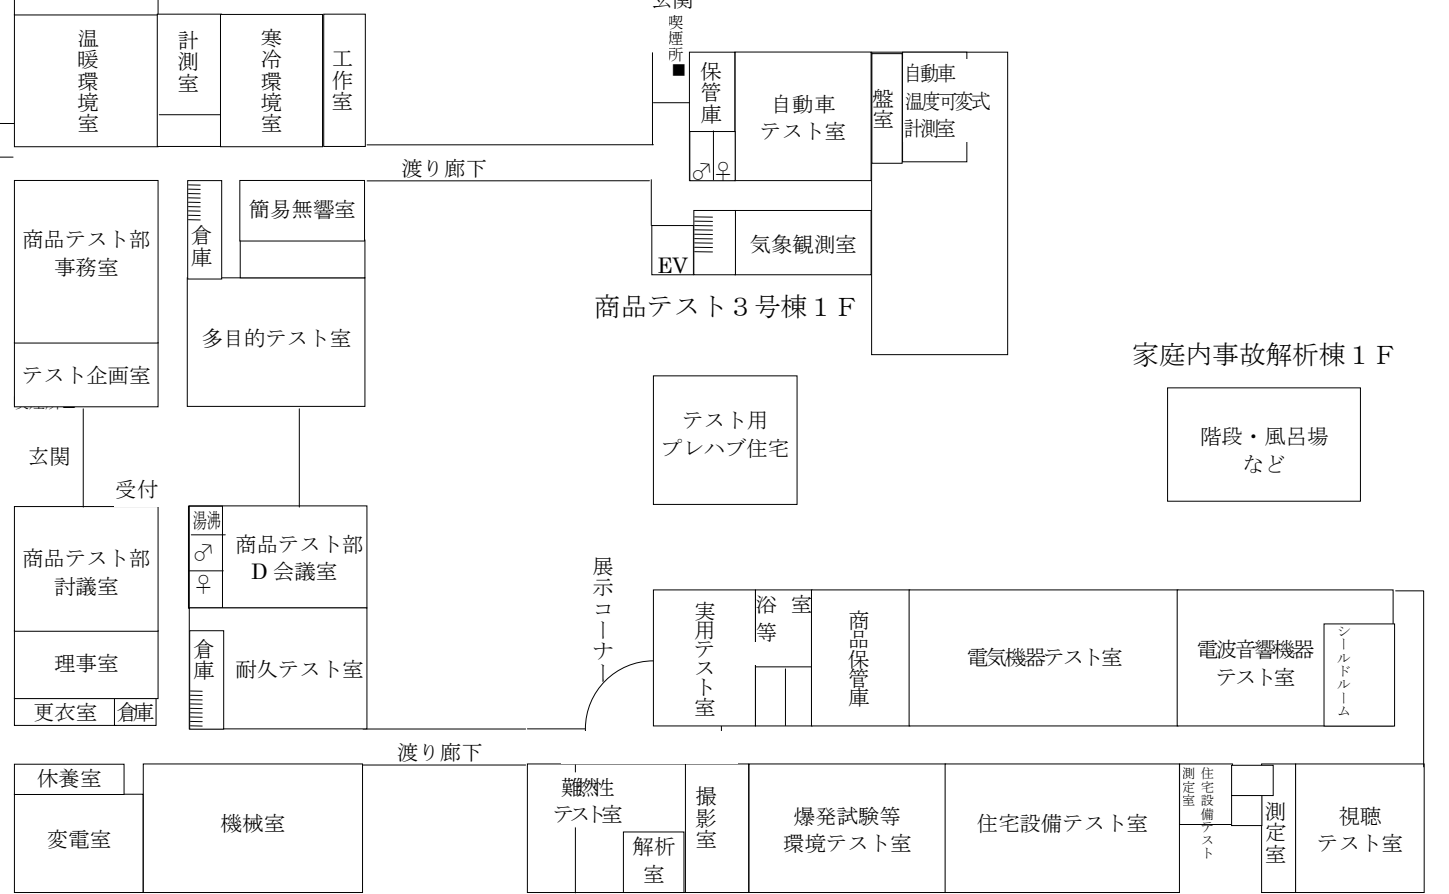 玄関
喫煙所
温暖環境室
計測室
寒冷環境室
工作室
保管庫
自動車
テスト室
盤室
自動車
温度可変式
計測室
♂
♀
渡り廊下
商品テスト部
事務室
倉庫
簡易無響室
気象観測室
EV
商品テスト３号棟１Ｆ
多目的テスト室
テスト企画室
家庭内事故解析棟１Ｆ
テスト用
プレハブ住宅
階段・風呂場
など
玄関
受付
湯沸
♂
♀
商品テスト部
討議室
商品テスト部
D 会議室
展示コーナー
理事室
倉庫
耐久テスト室
更衣室
倉庫
実用テスト室
浴室
等
商品保管庫
電気機器テスト室
電波音響機器
テスト室
シールドルーム
渡り廊下
休養室
変電室
機械室
難燃性
テスト室
解析
室
撮影室
爆発試験等
環境テスト室
住宅設備テスト室
住宅設備テスト
測定室
測定室
視聴
テスト室